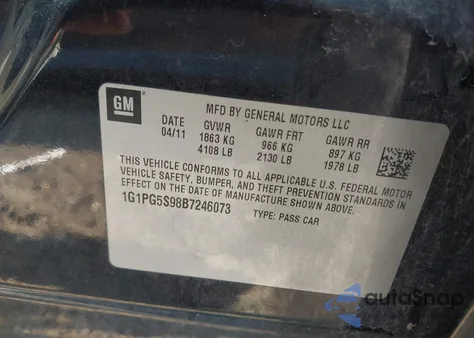 GM
MFD BY GENERAL MOTORS LLC
DATE GVWR GAWR FRT GAWR RR
04/11 1863 KG 966 KG 897 KG
4108 LB 2130 LB 1978 LB
THIS VEHICLE CONFORMS TO ALL APPLICABLE U.S. FEDERAL MOTOR
VEHICLE SAFETY, BUMPER, AND THEFT PREVENTION STANDARDS IN
EFFECT ON THE DATE OF MANUFACTURE SHOWN ABOVE.
1G1PG5S98B7246073 TYPE: PASS CAR
autoSnap